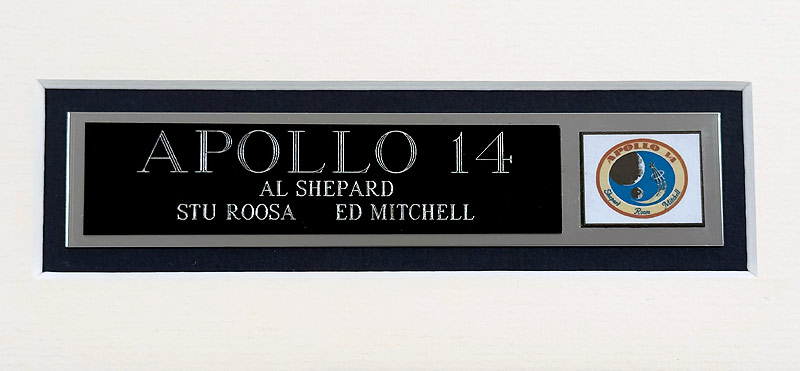 APOLLO 14
AL SHEPARD
STU ROOSA ED MITCHELL
APOLLO 14
Shepard Roosa Mitchell